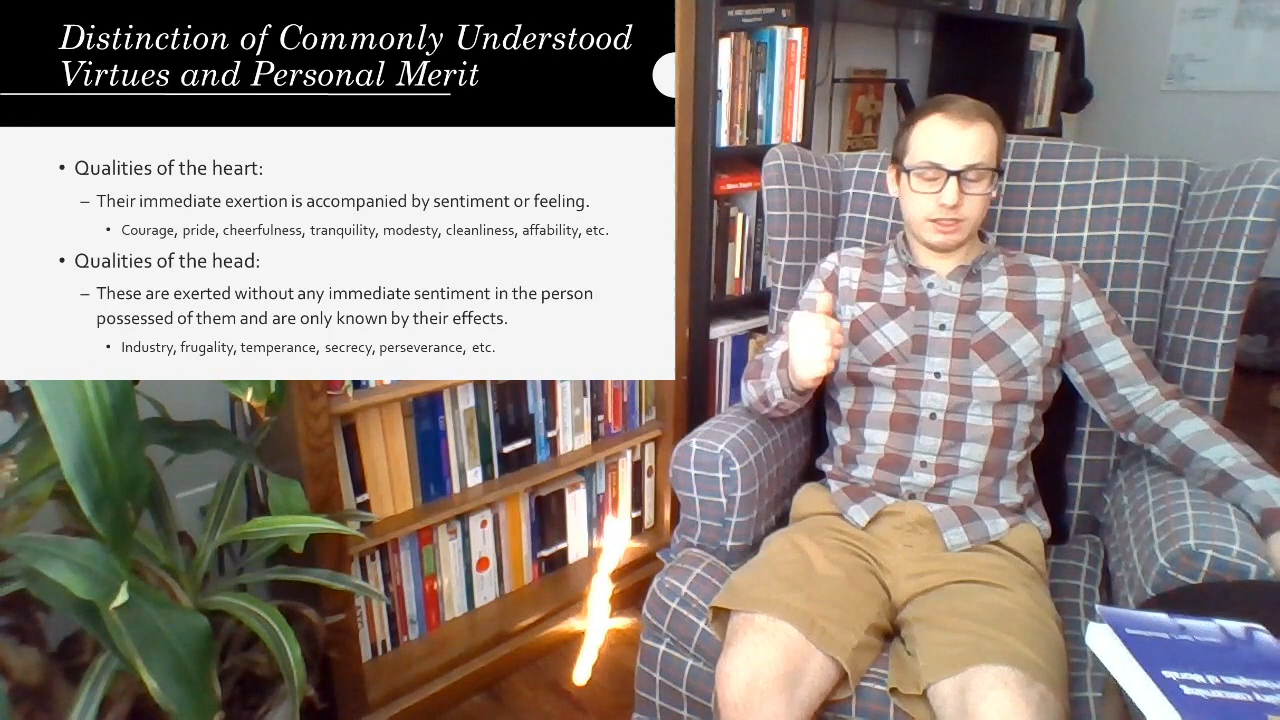 Distinction of Commonly Understood
Virtues and Personal Merit
• Qualities of the heart:
– Their immediate exertion is accompanied by sentiment or feeling.
• Courage, pride, cheerfulness, tranquility, modesty, cleanliness, affability, etc.
• Qualities of the head:
– These are exerted without any immediate sentiment in the person
possessed of them and are only known by their effects.
• Industry, frugality, temperance, secrecy, perseverance, etc.